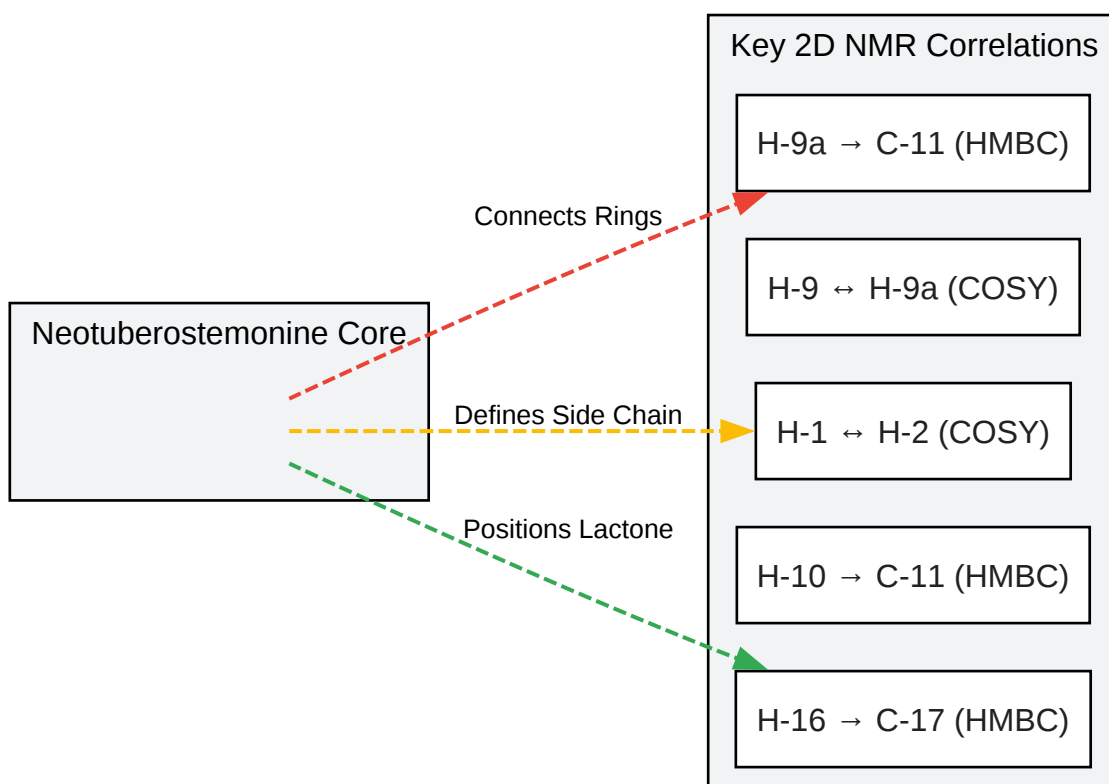 Key 2D NMR Correlations
H-9a → C-11 (HMBC)
Connects Rings
H-9 ↔ H-9a (COSY)
Neotuberostemonine Core
Defines Side Chain
H-1 ↔ H-2 (COSY)
Positions Lactone
H-10 → C-11 (HMBC)
H-16 → C-17 (HMBC)